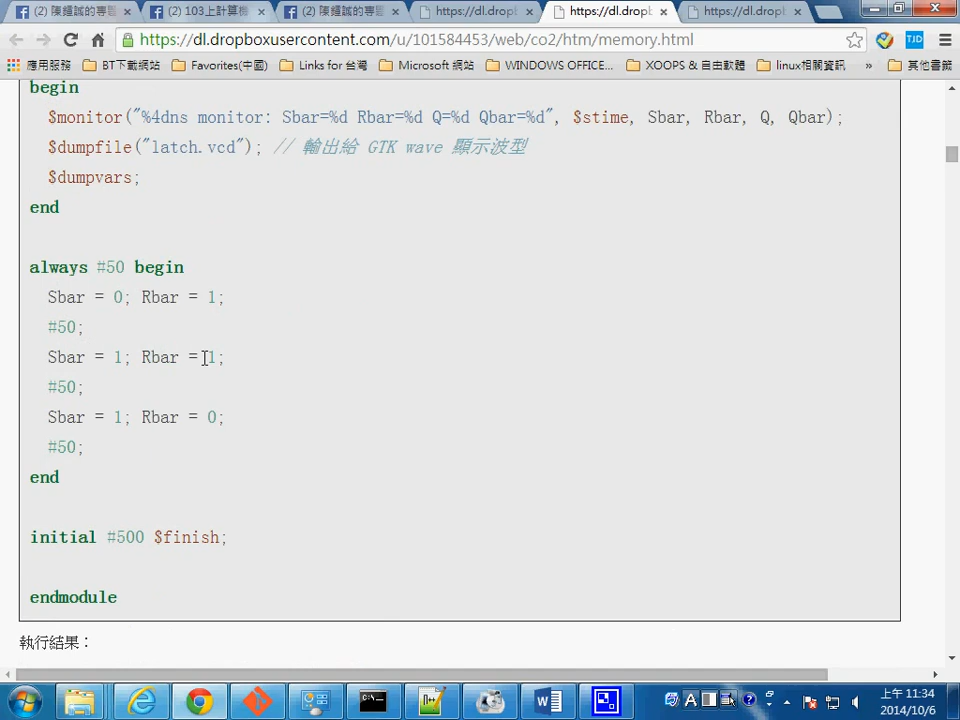 (2) 陳鍾誠的專
(2) 103上計算機
(2) 陳鍾誠的專
https://dl.dropb
https://dl.dropb
https://dl.dropb
https://dl.dropboxusercontent.com/u/101584453/web/co2/htm/memory.html
TJD
應用服務 BT下載網站 Favorites(中國) Links for 台灣 Microsoft 網站 WINDOWS OFFICE... XOOPS & 自由軟體 linux相關資訊 » 其他書籤
begin
$monitor("%4dns monitor: Sbar=%d Rbar=%d Q=%d Qbar=%d", $stime, Sbar, Rbar, Q, Qbar);
$dumpfile("latch.vcd"); // 輸出給 GTK wave 顯示波型
$dumpvars;
end
always #50 begin
Sbar = 0; Rbar = 1;
#50;
Sbar = 1; Rbar = 1;
#50;
Sbar = 1; Rbar = 0;
#50;
end
initial #500 $finish;
endmodule
執行結果：
A
上午 11:34
2014/10/6